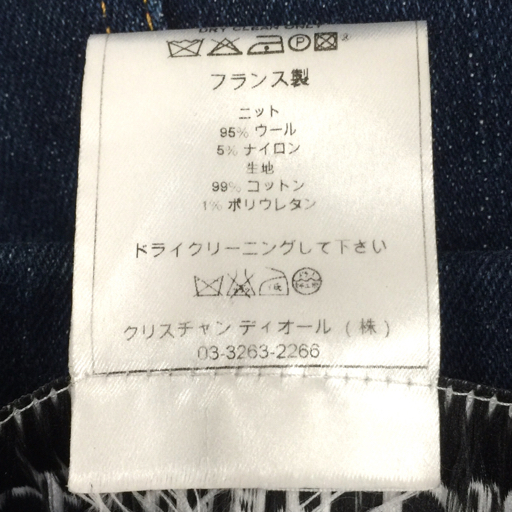 DRY CLEAN ONLY
フランス製
ニット
95% ウール
5% ナイロン
生地
99% コットン
1% ポリウレタン
ドライクリーニングして下さい
クリスチャン ディオール (株)
03-3263-2266